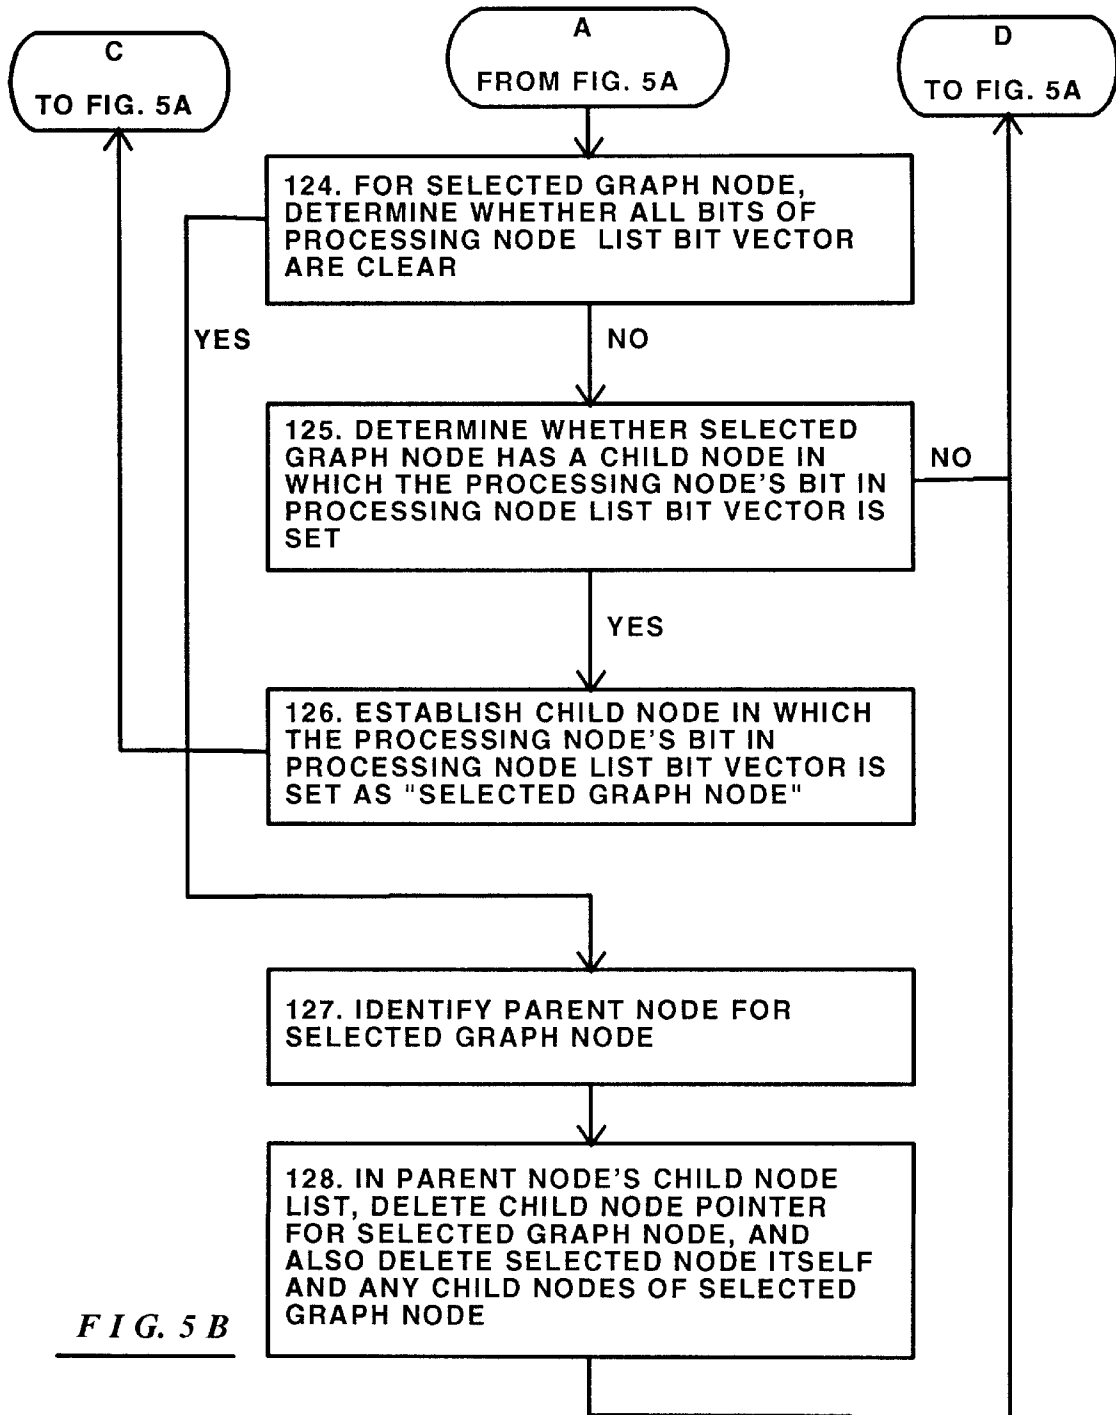 C
TO FIG. 5A
A
FROM FIG. 5A
D
TO FIG. 5A
124. FOR SELECTED GRAPH NODE,
DETERMINE WHETHER ALL BITS OF
PROCESSING NODE LIST BIT VECTOR
ARE CLEAR
YES
NO
125. DETERMINE WHETHER SELECTED
GRAPH NODE HAS A CHILD NODE IN
WHICH THE PROCESSING NODE'S BIT IN
PROCESSING NODE LIST BIT VECTOR IS
SET
NO
YES
126. ESTABLISH CHILD NODE IN WHICH
THE PROCESSING NODE'S BIT IN
PROCESSING NODE LIST BIT VECTOR IS
SET AS "SELECTED GRAPH NODE"
127. IDENTIFY PARENT NODE FOR
SELECTED GRAPH NODE
128. IN PARENT NODE'S CHILD NODE
LIST, DELETE CHILD NODE POINTER
FOR SELECTED GRAPH NODE, AND
ALSO DELETE SELECTED NODE ITSELF
AND ANY CHILD NODES OF SELECTED
GRAPH NODE
FIG. 5B